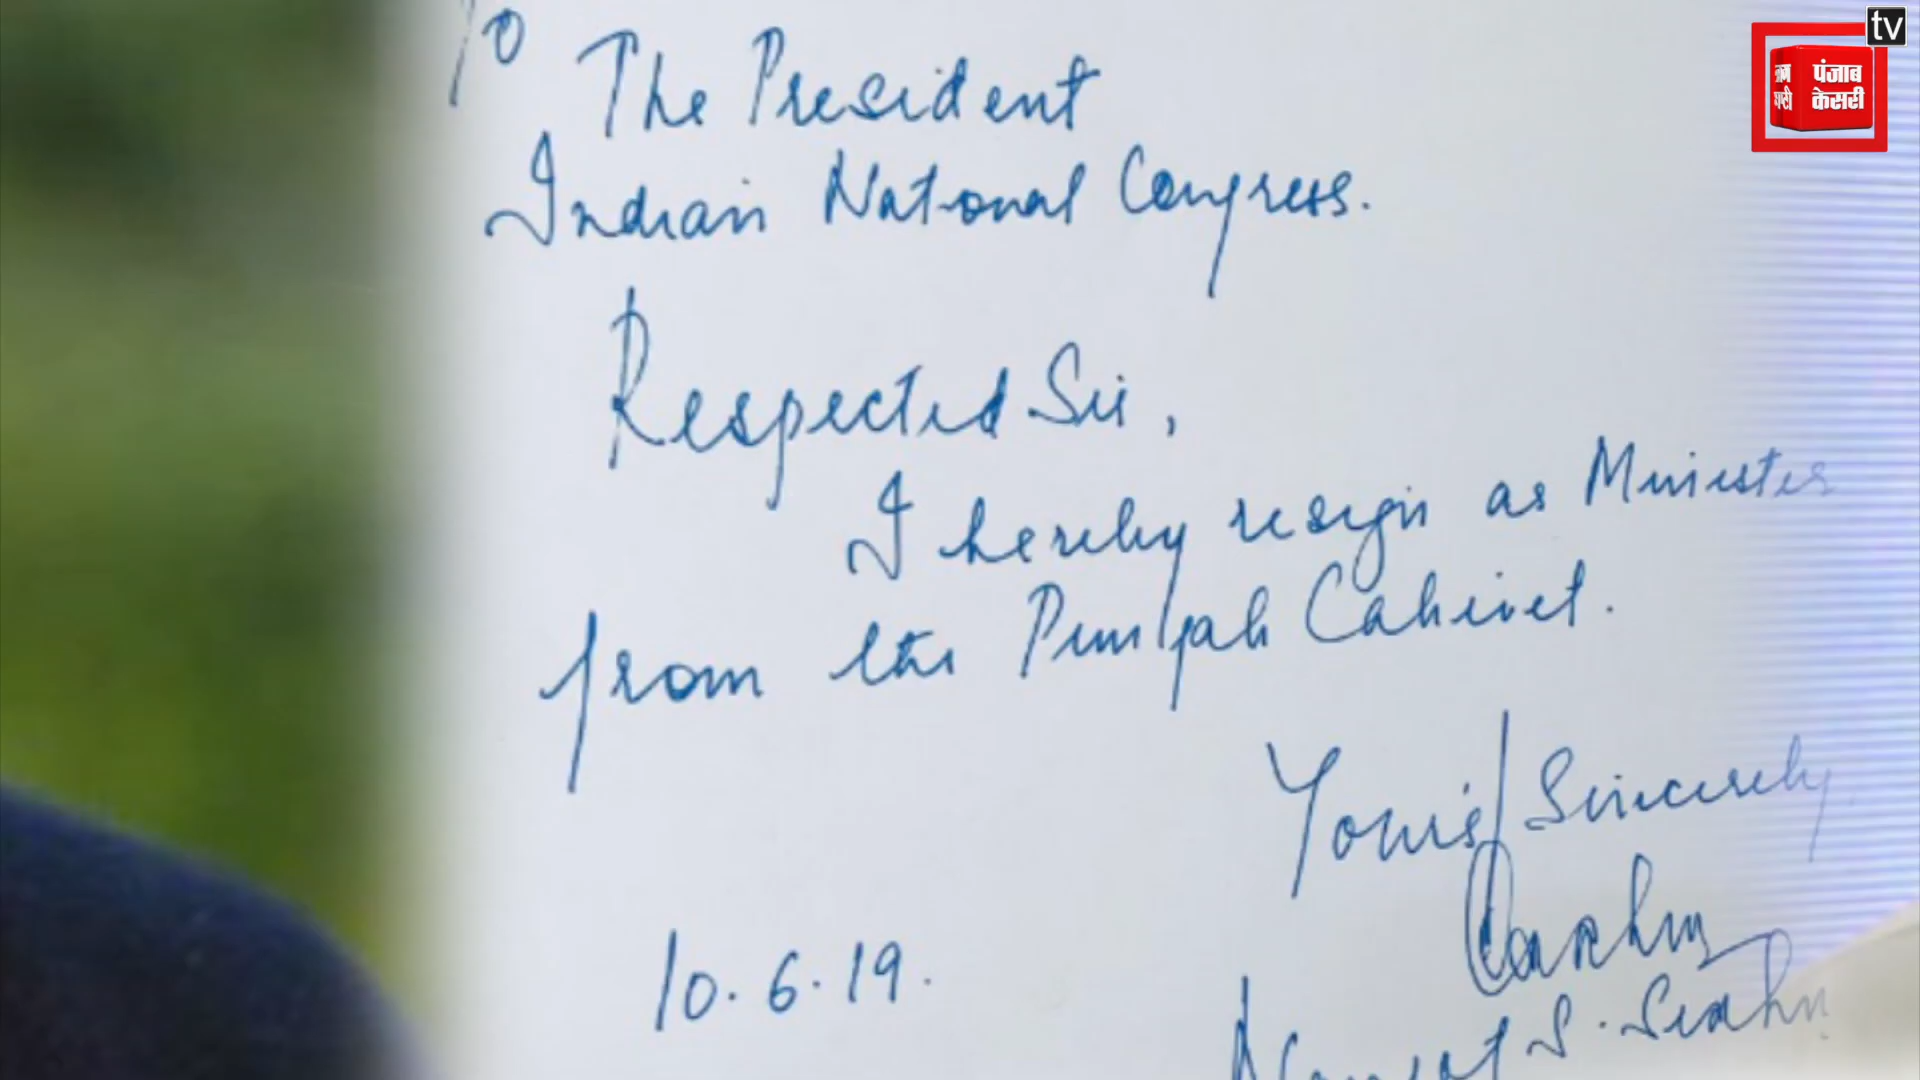 To
The President
Indian National Congress.
Respected Sir,
I hereby resign as Minister
from the Punjab Cabinet.
Yours Sincerely
10.6.19.
S. Sidhu
tv
पंजाब
केसरी